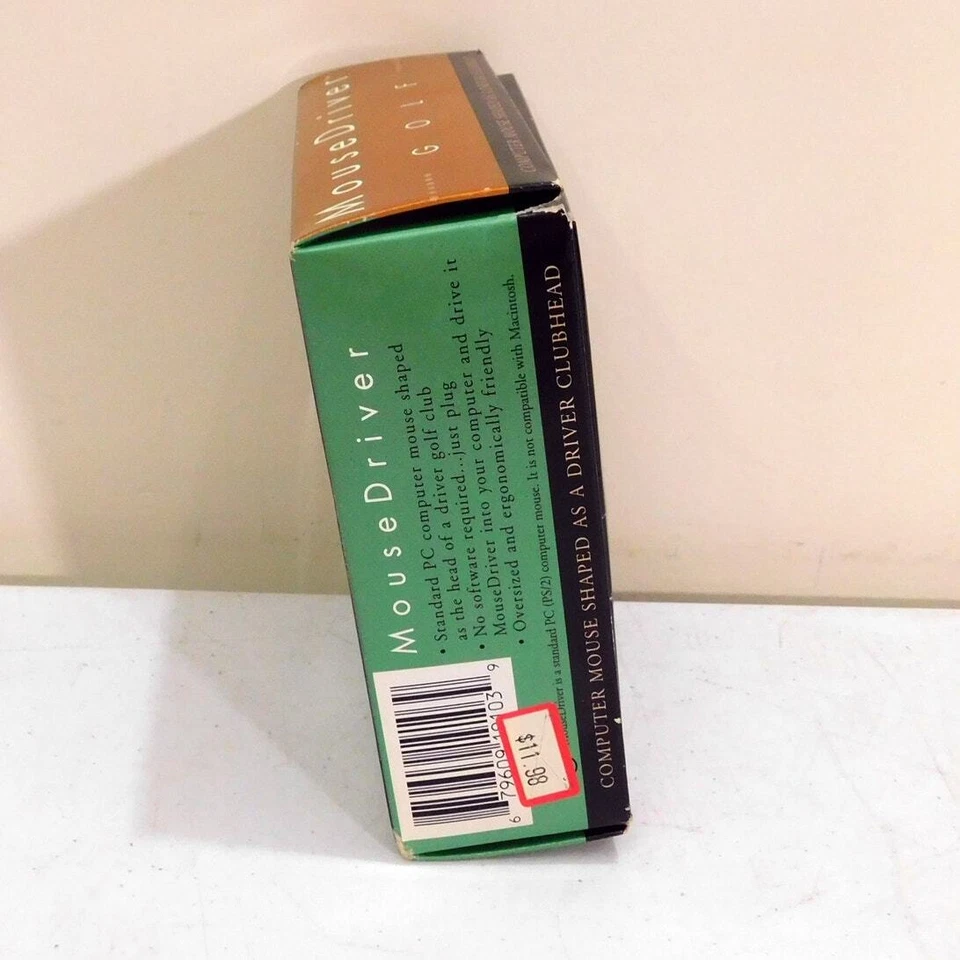 MouseDriver
GOLF
MouseDriver
• Standard PC computer mouse shaped
as the head of a driver golf club
• No software required...just plug
MouseDriver into your computer and drive it
• Oversized and ergonomically friendly
MouseDriver is a standard PC (PS/2) computer mouse. It is not compatible with Macintosh.
COMPUTER MOUSE SHAPED AS A DRIVER CLUBHEAD
$11.98